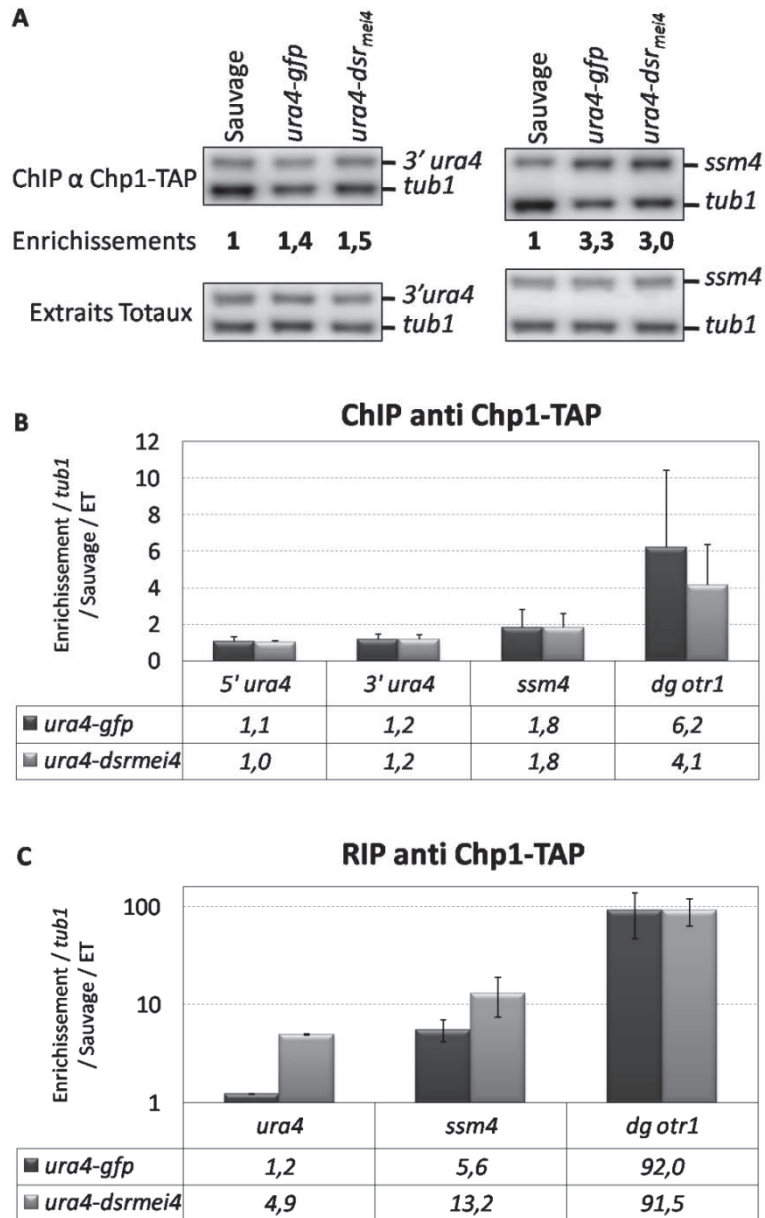 A
Sauvage
ura4-gfp
ura4-dsrmei4
Sauvage
ura4-gfp
ura4-dsrmei4
ChIP α Chp1-TAP
3' ura4
tub1
ssm4
tub1
Enrichissements 1 1,4 1,5 1 3,3 3,0
Extraits Totaux
3'ura4
tub1
ssm4
tub1
B
ChIP anti Chp1-TAP
Enrichissement / tub1
/ Sauvage / ET
12
10
8
6
4
2
0
5' ura4 3' ura4 ssm4 dg otr1
ura4-gfp 1,1 1,2 1,8 6,2
ura4-dsrmei4 1,0 1,2 1,8 4,1
C
RIP anti Chp1-TAP
Enrichissement / tub1
/ Sauvage / ET
100
10
1
ura4 ssm4 dg otr1
ura4-gfp 1,2 5,6 92,0
ura4-dsrmei4 4,9 13,2 91,5